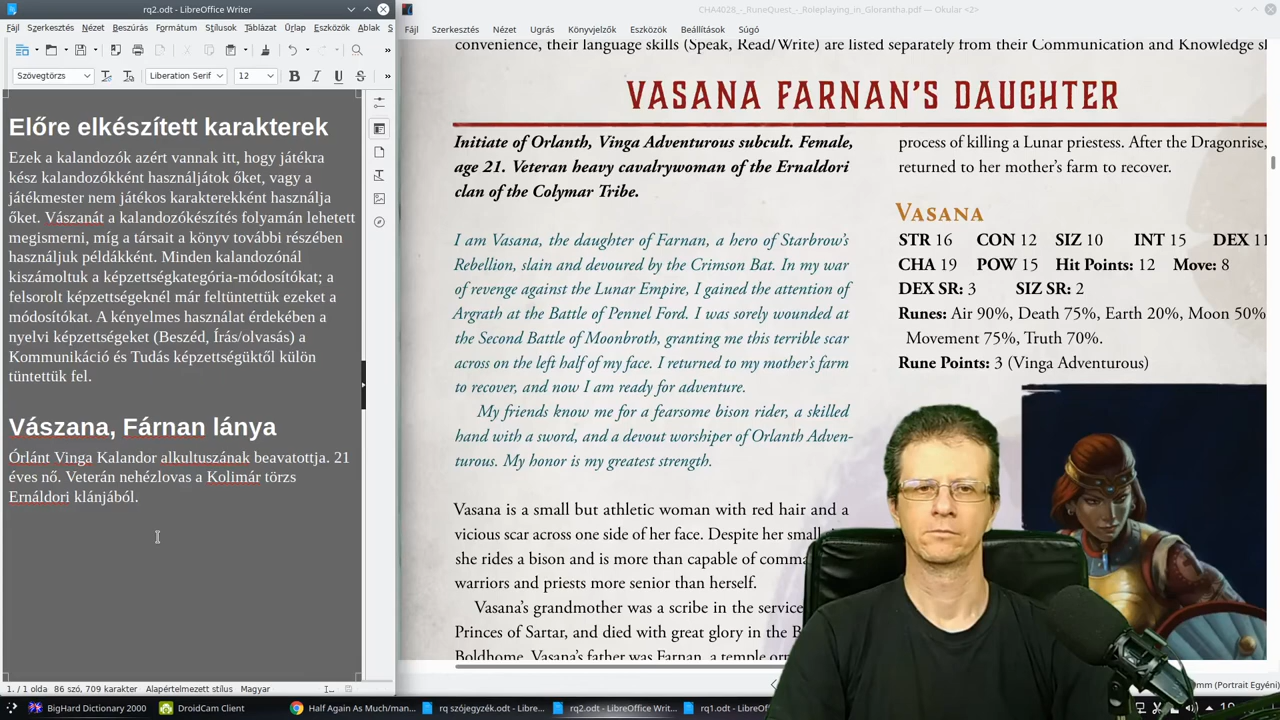 rq2.odt - LibreOffice Writer
Fájl Szerkesztés Nézet Beszúrás Formátum Stílusok Táblázat Űrlap Eszközök Ablak S
Szövegtörzs
Liberation Serif
12
B I U S
»
Előre elkészített karakterek
Ezek a kalandozók azért vannak itt, hogy játékra
kész kalandozókként használjátok őket, vagy a
játékmester nem játékos karakterekként használja
őket. Vászanát a kalandozókészítés folyamán lehetett
megismerni, míg a társait a könyv további részében
használjuk példákként. Minden kalandozónál
kiszámoltuk a képzettségkategória-módosítókat; a
felsorolt képzettségeknél már feltüntettük ezeket a
módosítókat. A kényelmes használat érdekében a
nyelvi képzettségeket (Beszéd, Írás/olvasás) a
Kommunikáció és Tudás képzettségüktől külön
tüntettük fel.
Vászana, Fárnan lánya
Órlánt Vinga Kalandor alkultuszának beavatottja. 21
éves nő. Veterán nehézlovas a Kolimár törzs
Ernáldori klánjából.
1. / 1 oldal 86 szó, 709 karakter Alapértelmezett stílus Magyar
CHA4028_-_RuneQuest_-_Roleplaying_in_Glorantha.pdf — Okular <2>
Fájl Szerkesztés Nézet Ugrás Könyvjelzők Eszközök Beállítások Súgó
convenience, their language skills (Speak, Read/Write) are listed separately from their Communication and Knowledge sl
VASANA FARNAN'S DAUGHTER
Initiate of Orlanth, Vinga Adventurous subcult. Female,
age 21. Veteran heavy cavalrywoman of the Ernaldori
clan of the Colymar Tribe.
I am Vasana, the daughter of Farnan, a hero of Starbrow's
Rebellion, slain and devoured by the Crimson Bat. In my war
of revenge against the Lunar Empire, I gained the attention of
Argrath at the Battle of Pennel Ford. I was sorely wounded at
the Second Battle of Moonbroth, granting me this terrible scar
across on the left half of my face. I returned to my mother's farm
to recover, and now I am ready for adventure.
My friends know me for a fearsome bison rider, a skilled
hand with a sword, and a devout worshiper of Orlanth Adven-
turous. My honor is my greatest strength.
Vasana is a small but athletic woman with red hair and a
vicious scar across one side of her face. Despite her small
she rides a bison and is more than capable of comma
warriors and priests more senior than herself.
Vasana's grandmother was a scribe in the service
Princes of Sartar, and died with great glory in the B
Boldhome. Vasana's father was Farnan, a temple
process of killing a Lunar priestess. After the Dragonrise,
returned to her mother's farm to recover.
VASANA
STR 16 CON 12 SIZ 10 INT 15 DEX 11
CHA 19 POW 15 Hit Points: 12 Move: 8
DEX SR: 3 SIZ SR: 2
Runes: Air 90%, Death 75%, Earth 20%, Moon 50%
Movement 75%, Truth 70%.
Rune Points: 3 (Vinga Adventurous)
mm (Portrait Egyéni)
BigHard Dictionary 2000
DroidCam Client
Half Again As Much/man...
rq szójegyzék.odt - Libre...
rq2.odt - LibreOffice Writ...
rq1.odt - LibreOf